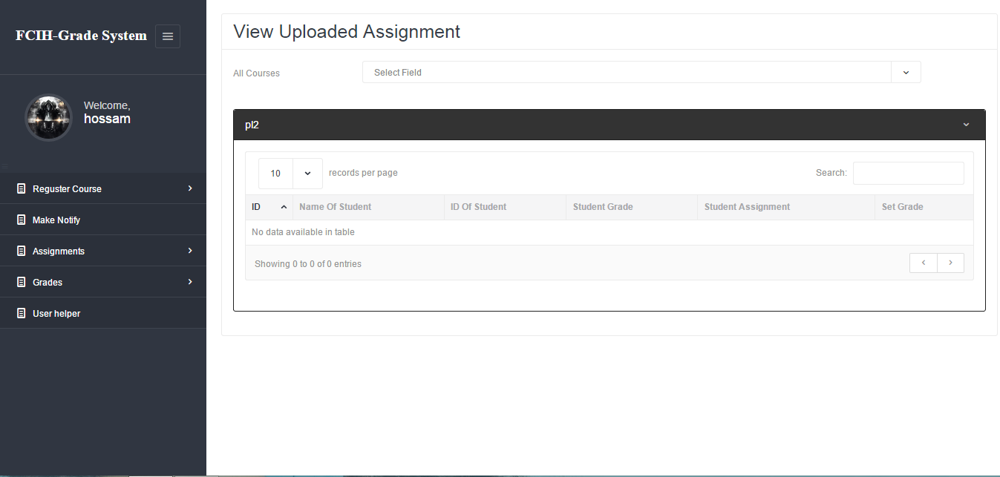 FCIH-Grade System
Welcome,
hossam
Reguster Course
Make Notify
Assignments
Grades
User helper
View Uploaded Assignment
All Courses
Select Field
pl2
10 records per page Search:
ID Name Of Student ID Of Student Student Grade Student Assignment Set Grade
No data available in table
Showing 0 to 0 of 0 entries